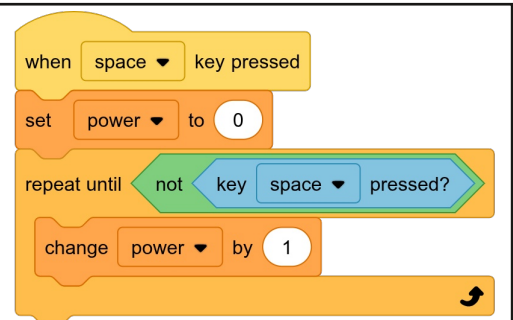 when space key pressed
set power to 0
repeat until not key space pressed?
change power by 1